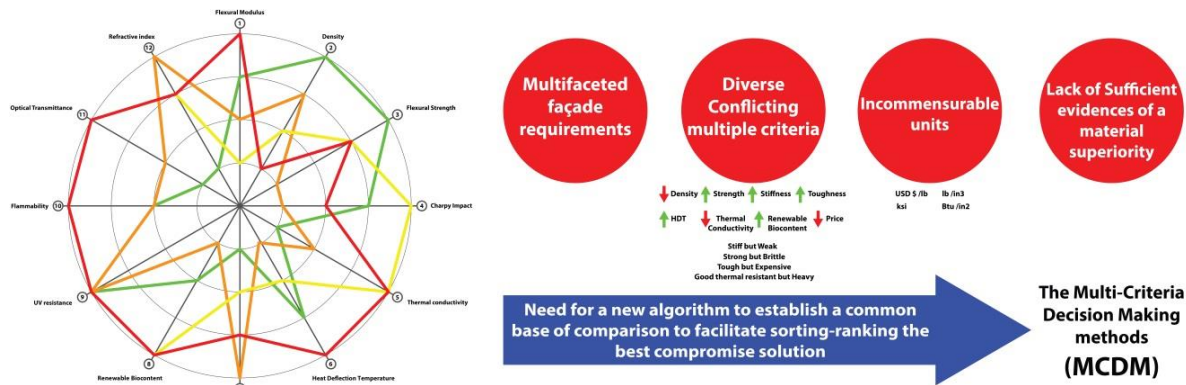 Flexural Modulus
1
Refractive index
12
Density
2
Optical Transmittance
11
Flexural Strength
3
Flammability
10
Charpy Impact
4
UV resistance
9
Thermal conductivity
5
Renewable Biocontent
8
Heat Deflection Temperature
6
Multifaceted
façade
requirements
Diverse
Conflicting
multiple criteria
Incommensurable
units
Lack of Sufficient
evidences of a
material
superiority
Density Strength Stiffness Toughness
HDT Thermal Conductivity Renewable Biocontent Price
USD $/lb lb /in3
ksi Btu /in2
Stiff but Weak
Strong but Brittle
Tough but Expensive
Good thermal resistant but Heavy
Need for a new algorithm to establish a common
base of comparison to facilitate sorting-ranking the
best compromise solution
The Multi-Criteria
Decision Making
methods
(MCDM)